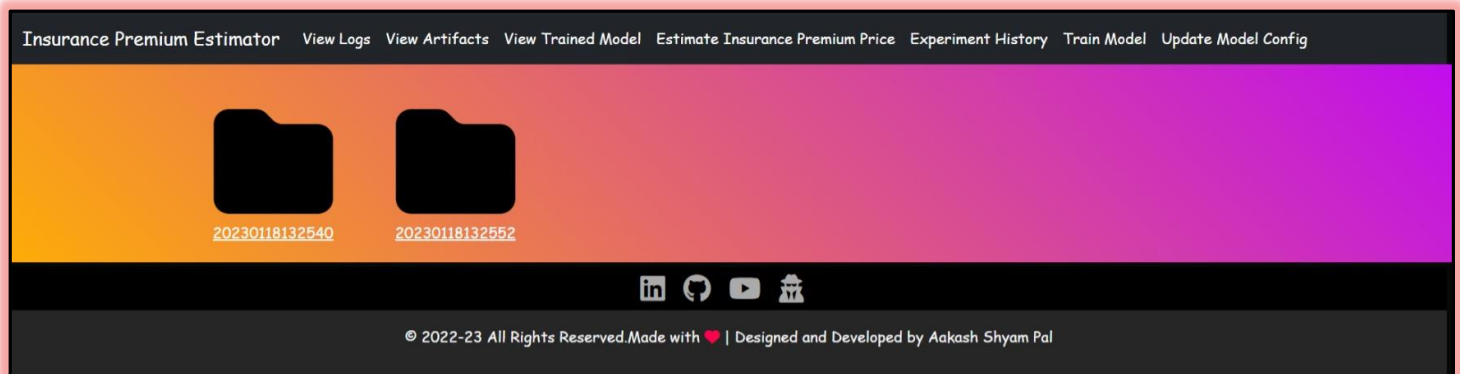 Insurance Premium Estimator View Logs View Artifacts View Trained Model Estimate Insurance Premium Price Experiment History Train Model Update Model Config
20230118132540 20230118132552
in
© 2022-23 All Rights Reserved.Made with ❤ | Designed and Developed by Aakash Shyam Pal